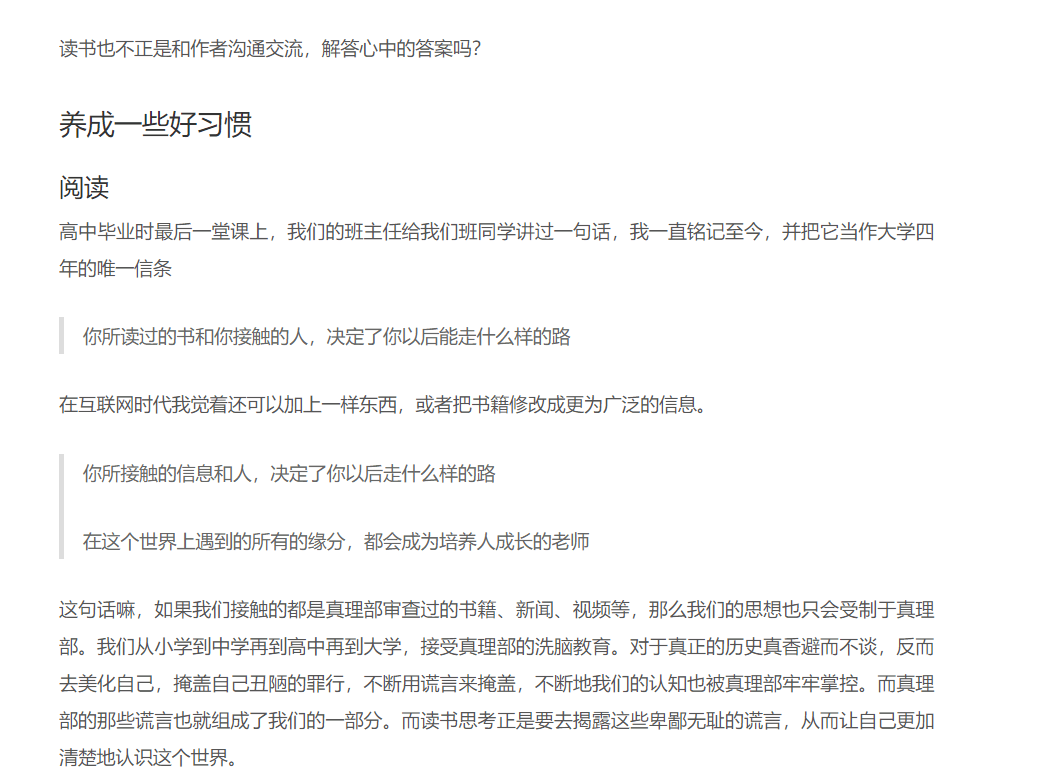 读书也不正是和作者沟通交流，解答心中的答案吗？
养成一些好习惯
阅读
高中毕业时最后一堂课上，我们的班主任给我们班同学讲过一句话，我一直铭记至今，并把它当作大学四
年的唯一信条
你所读过的书和你接触的人，决定了你以后能走什么样的路
在互联网时代我觉着还可以加上一样东西，或者把书籍修改成更为广泛的信息。
你所接触的信息和人，决定了你以后走什么样的路
在这个世界上遇到的所有的缘分，都会成为培养人成长的老师
这句话嘛，如果我们接触的都是真理部审查过的书籍、新闻、视频等，那么我们的思想也只会受制于真理
部。我们从小学到中学再到高中再到大学，接受真理部的洗脑教育。对于真正的历史真香避而不谈，反而
去美化自己，掩盖自己丑陋的罪行，不断用谎言来掩盖，不断地我们的认知也被真理部牢牢掌控。而真理
部的那些谎言也就组成了我们的一部分。而读书思考正是要去揭露这些卑鄙无耻的谎言，从而让自己更加
清楚地认识这个世界。